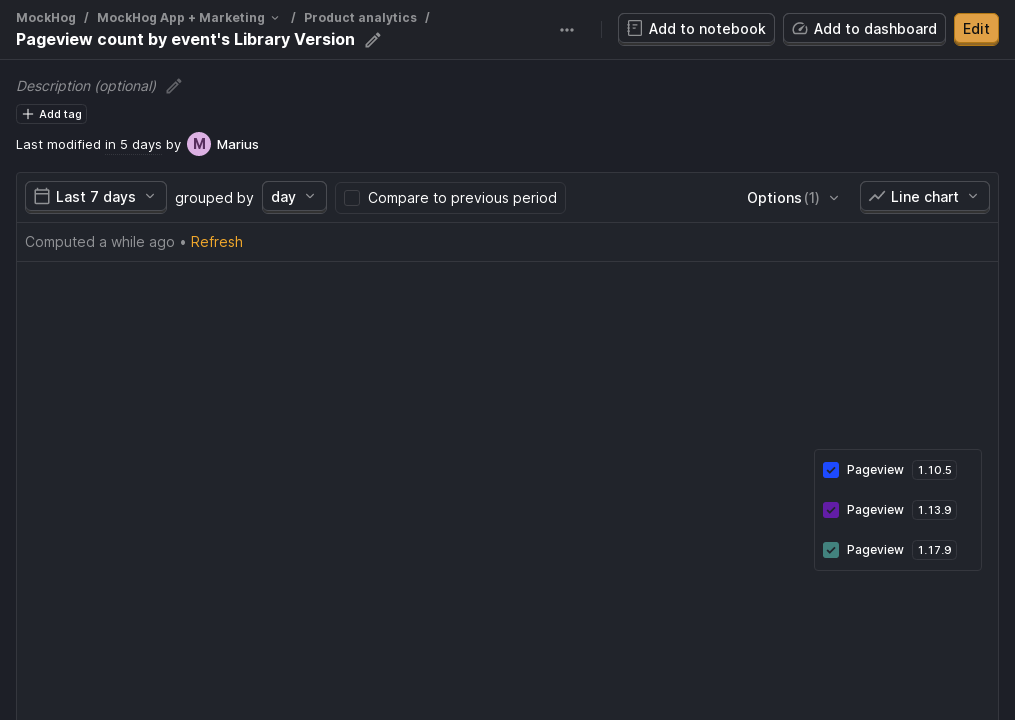 MockHog / MockHog App + Marketing / Product analytics /
Pageview count by event's Library Version
Add to notebook
Add to dashboard
Edit
Description (optional)
Add tag
Last modified in 5 days by M Marius
Last 7 days grouped by day Compare to previous period Options (1) Line chart
Computed a while ago • Refresh
Pageview 1.10.5
Pageview 1.13.9
Pageview 1.17.9